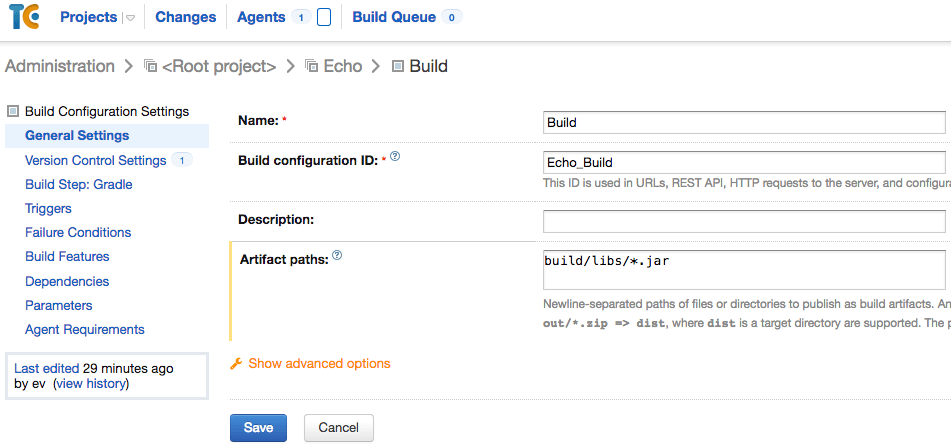 TC Projects Changes Agents 1 Build Queue 0
Administration > <Root project> > Echo > Build
Build Configuration Settings
General Settings
Version Control Settings 1
Build Step: Gradle
Triggers
Failure Conditions
Build Features
Dependencies
Parameters
Agent Requirements
Last edited 29 minutes ago
by ev (view history)
Name: * Build
Build configuration ID: * ? Echo_Build
This ID is used in URLs, REST API, HTTP requests to the server, and configura
Description:
Artifact paths: ? build/libs/*.jar
Newline-separated paths of files or directories to publish as build artifacts. An
out/*.zip => dist, where dist is a target directory are supported. The p
Show advanced options
Save Cancel